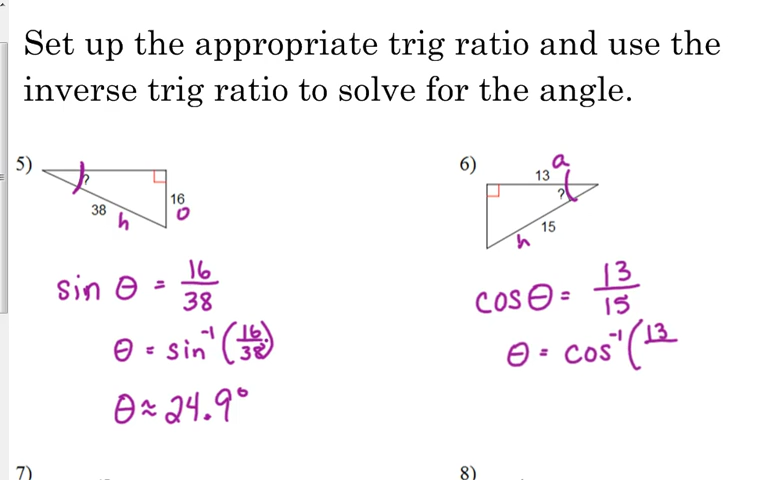 Set up the appropriate trig ratio and use the
inverse trig ratio to solve for the angle.
5)
?
16
o
38
h
sin θ = 16/38
θ = sin⁻¹(16/38)
θ ≈ 24.9°
6)
a
13
?
15
h
cos θ = 13/15
θ = cos⁻¹(13
7)
8)